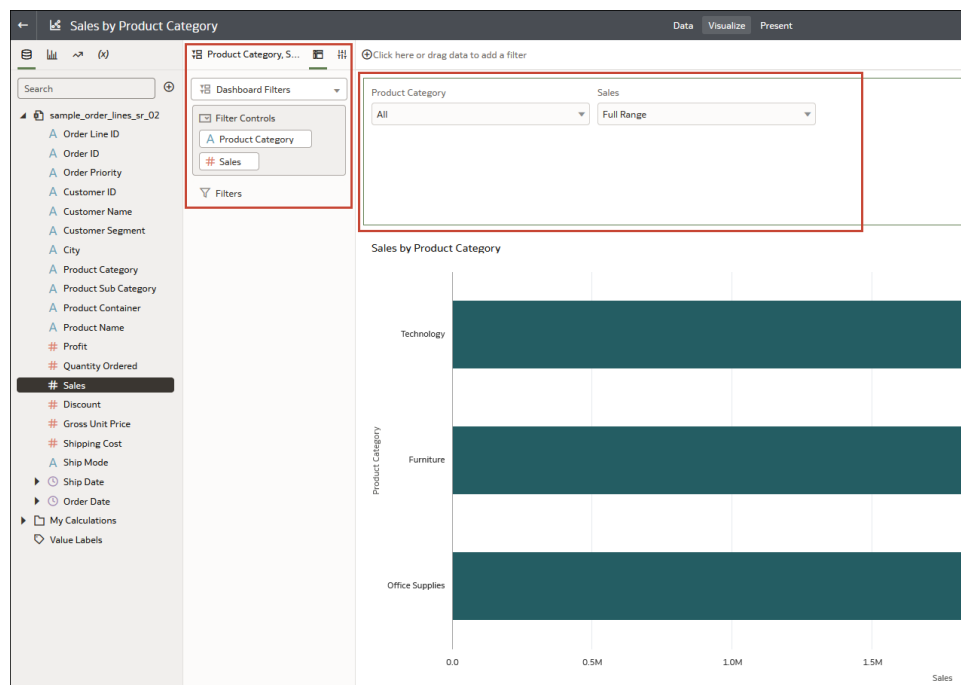 Sales by Product Category
Data Visualize Present
(x)
Product Category, S...
Click here or drag data to add a filter
Search
Dashboard Filters
Product Category
Sales
All
Full Range
Filter Controls
A Product Category
# Sales
Filters
sample_order_lines_sr_02
A Order Line ID
A Order ID
A Order Priority
A Customer ID
A Customer Name
A Customer Segment
A City
A Product Category
A Product Sub Category
A Product Container
A Product Name
# Profit
# Quantity Ordered
# Sales
# Discount
# Gross Unit Price
# Shipping Cost
A Ship Mode
Ship Date
Order Date
My Calculations
Value Labels
Sales by Product Category
Product Category
Technology
Furniture
Office Supplies
0.0 0.5M 1.0M 1.5M
Sales